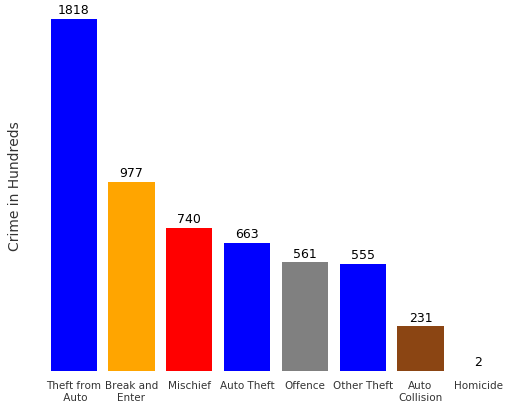 Crime in Hundreds
1818
977
740
663
561
555
231
2
Theft from
Auto
Break and
Enter
Mischief
Auto Theft
Offence
Other Theft
Auto
Collision
Homicide